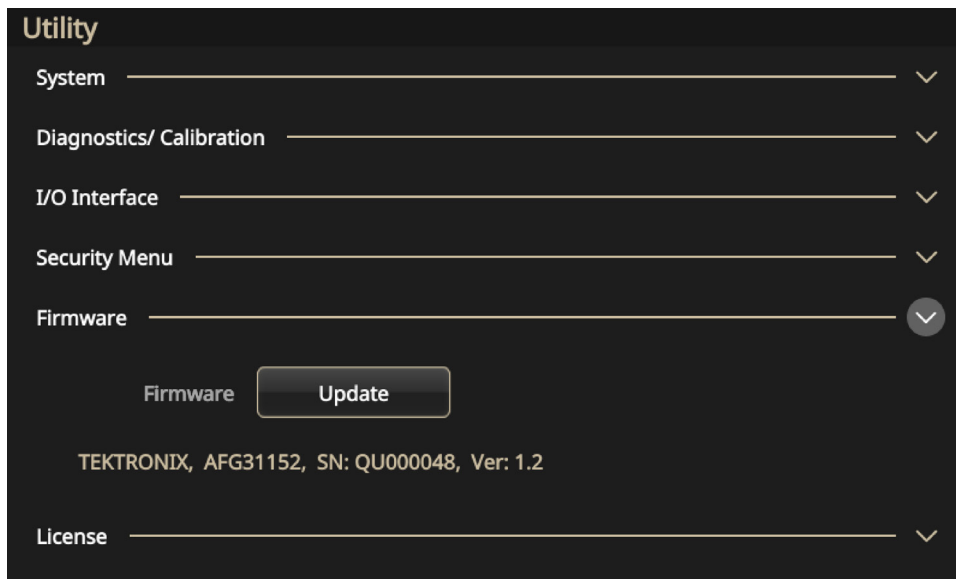 Utility
System
Diagnostics/ Calibration
I/O Interface
Security Menu
Firmware
Firmware Update
TEKTRONIX, AFG31152, SN: QU000048, Ver: 1.2
License